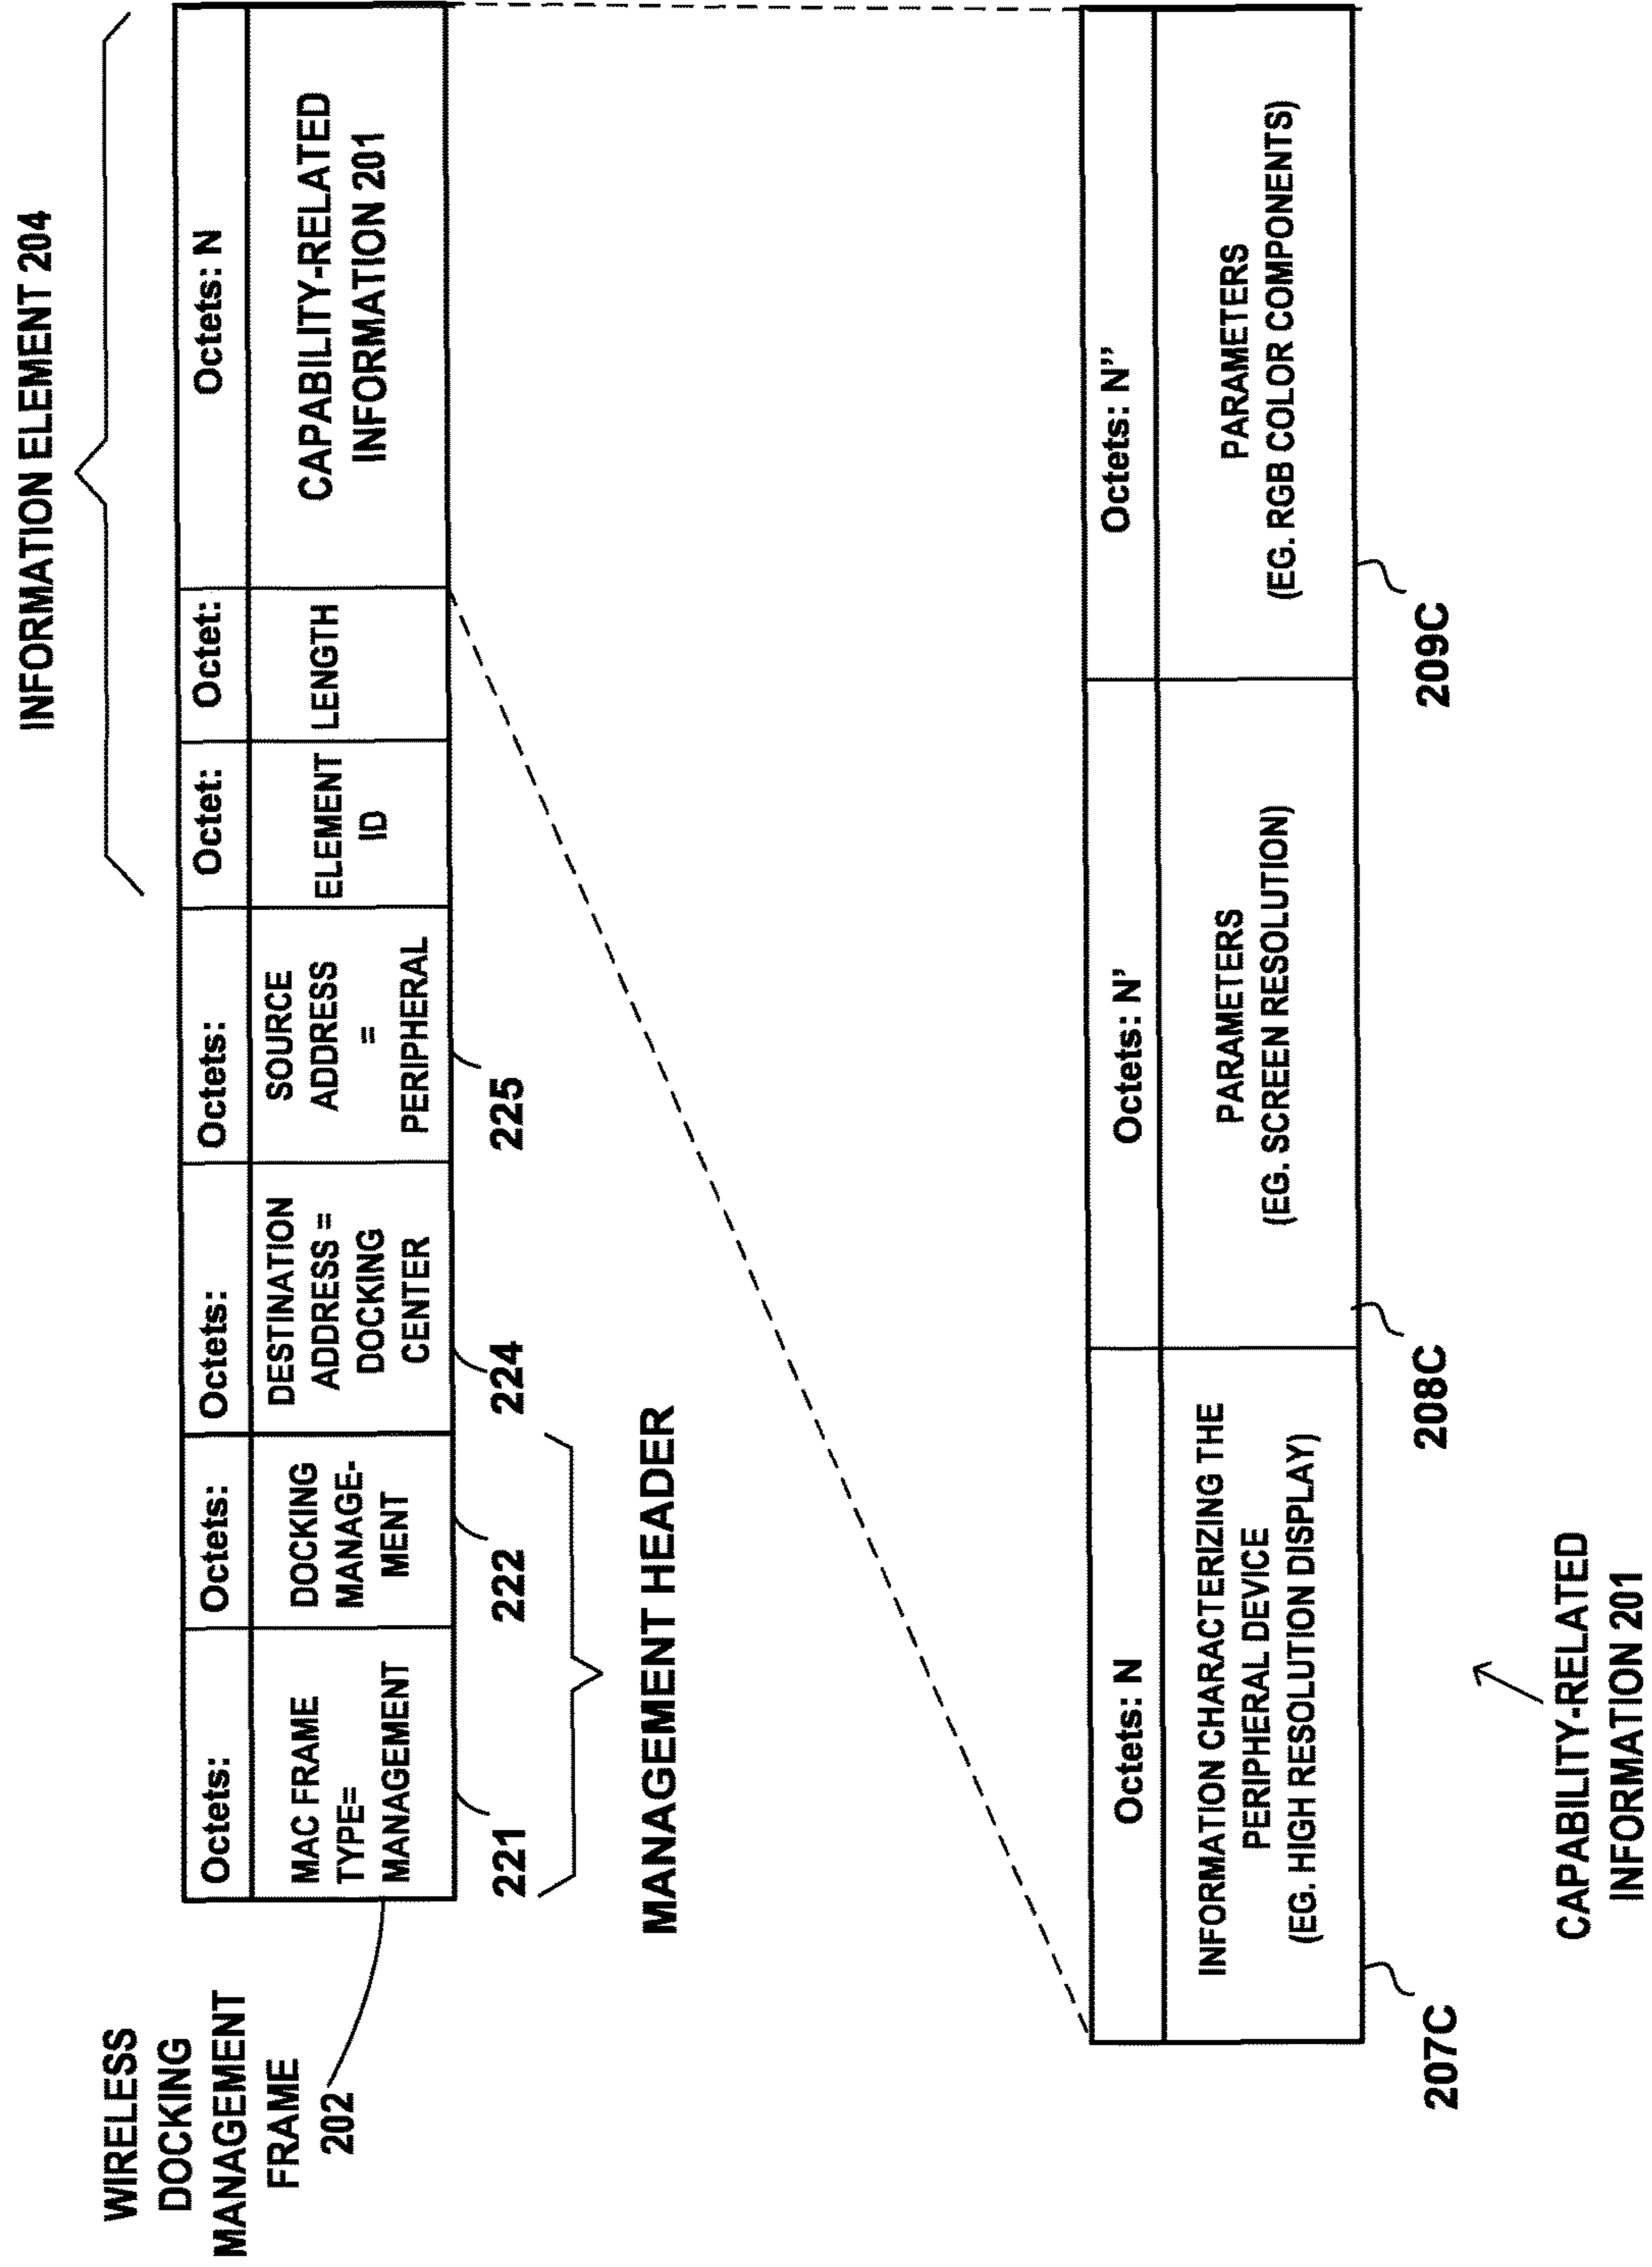 WIRELESS
DOCKING
MANAGEMENT
FRAME
202
INFORMATION ELEMENT 204
Octets:
Octets:
Octets:
Octets:
Octet:
Octet:
Octets: N
MAC FRAME
TYPE=
MANAGEMENT
DOCKING
MANAGE-
MENT
DESTINATION
ADDRESS =
DOCKING
CENTER
SOURCE
ADDRESS
=
PERIPHERAL
ELEMENT
ID
LENGTH
CAPABILITY-RELATED
INFORMATION 201
221
222
224
225
MANAGEMENT HEADER
Octets: N
Octets: N'
Octets: N''
INFORMATION CHARACTERIZING THE
PERIPHERAL DEVICE
(EG. HIGH RESOLUTION DISPLAY)
PARAMETERS
(EG. SCREEN RESOLUTION)
PARAMETERS
(EG. RGB COLOR COMPONENTS)
207C
208C
209C
CAPABILITY-RELATED
INFORMATION 201